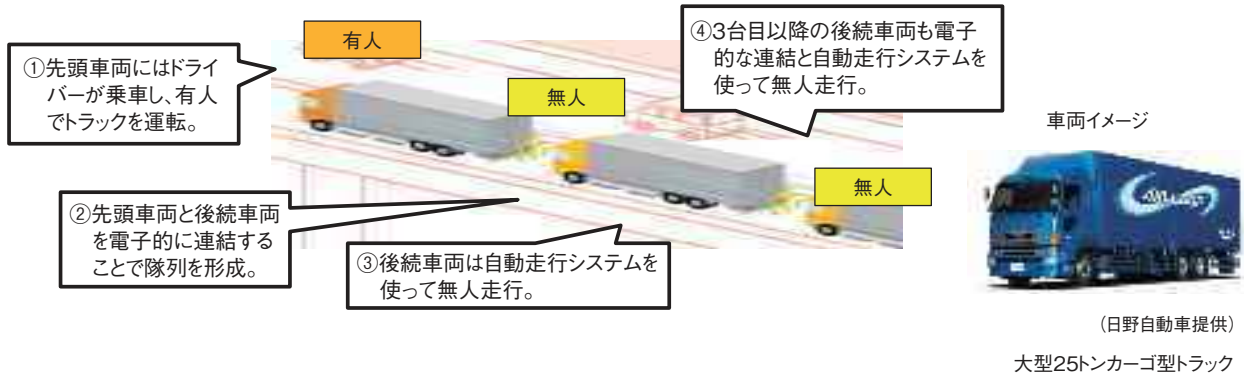 有人
①先頭車両にはドライ
バーが乗車し、有人
でトラックを運転。
無人
④3台目以降の後続車両も電子
的な連結と自動走行システムを
使って無人走行。
車両イメージ
無人
②先頭車両と後続車両
を電子的に連結する
ことで隊列を形成。
③後続車両は自動走行システムを
使って無人走行。
(日野自動車提供)
大型25トンカーゴ型トラック